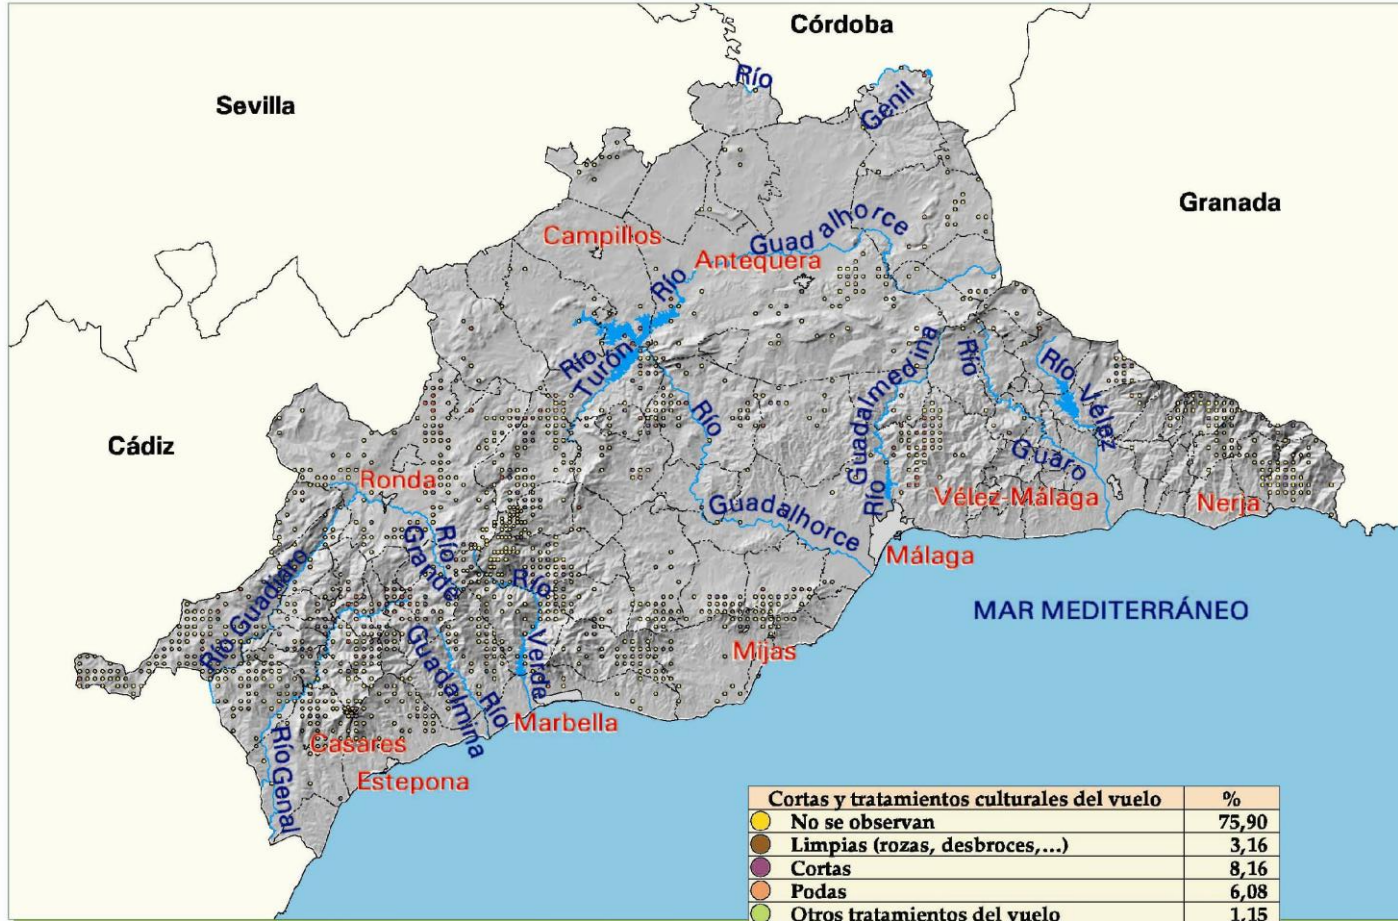 Córdoba
Río
Sevilla
Genil
Granada
Campillos
Guadalhorce
Antequera
Río
Río
Turón
Guadalmedina
Río
Río Vélez
Río
Cádiz
Guaro
Ronda
Vélez-Málaga
Nerja
Río
Guadalhorce
Río
Grande
Málaga
Río Guadiaro
Río
MAR MEDITERRÁNEO
Verde
Mijas
Guadalmina
Río
Marbella
Casares
Río Genal
Estepona
Cortas y tratamientos culturales del vuelo %
No se observan 75,90
Limpias (rozas, desbroces,...) 3,16
Cortas 8,16
Podas 6,08
Otros tratamientos del vuelo 1,15